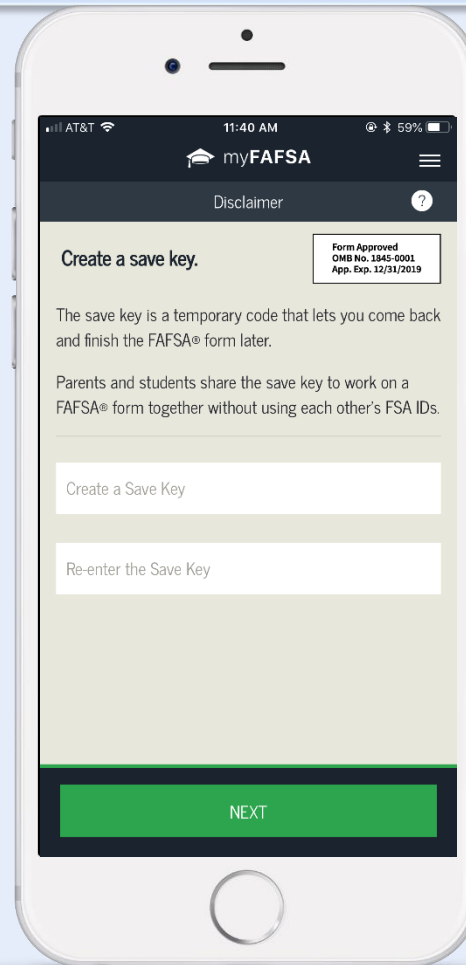 AT&T 11:40 AM 59%
myFAFSA
Disclaimer ?
Create a save key.
Form Approved
OMB No. 1845-0001
App. Exp. 12/31/2019
The save key is a temporary code that lets you come back
and finish the FAFSA® form later.
Parents and students share the save key to work on a
FAFSA® form together without using each other's FSA IDs.
Create a Save Key
Re-enter the Save Key
NEXT